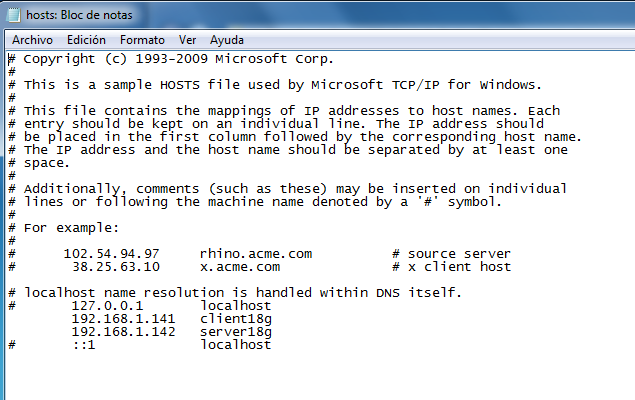 hosts: Bloc de notas
Archivo Edición Formato Ver Ayuda
# Copyright (c) 1993-2009 Microsoft Corp.
#
# This is a sample HOSTS file used by Microsoft TCP/IP for Windows.
#
# This file contains the mappings of IP addresses to host names. Each
# entry should be kept on an individual line. The IP address should
# be placed in the first column followed by the corresponding host name.
# The IP address and the host name should be separated by at least one
# space.
#
# Additionally, comments (such as these) may be inserted on individual
# lines or following the machine name denoted by a '#' symbol.
#
# For example:
#
# 102.54.94.97 rhino.acme.com # source server
# 38.25.63.10 x.acme.com # x client host
# localhost name resolution is handled within DNS itself.
# 127.0.0.1 localhost
192.168.1.141 client18g
192.168.1.142 server18g
# ::1 localhost